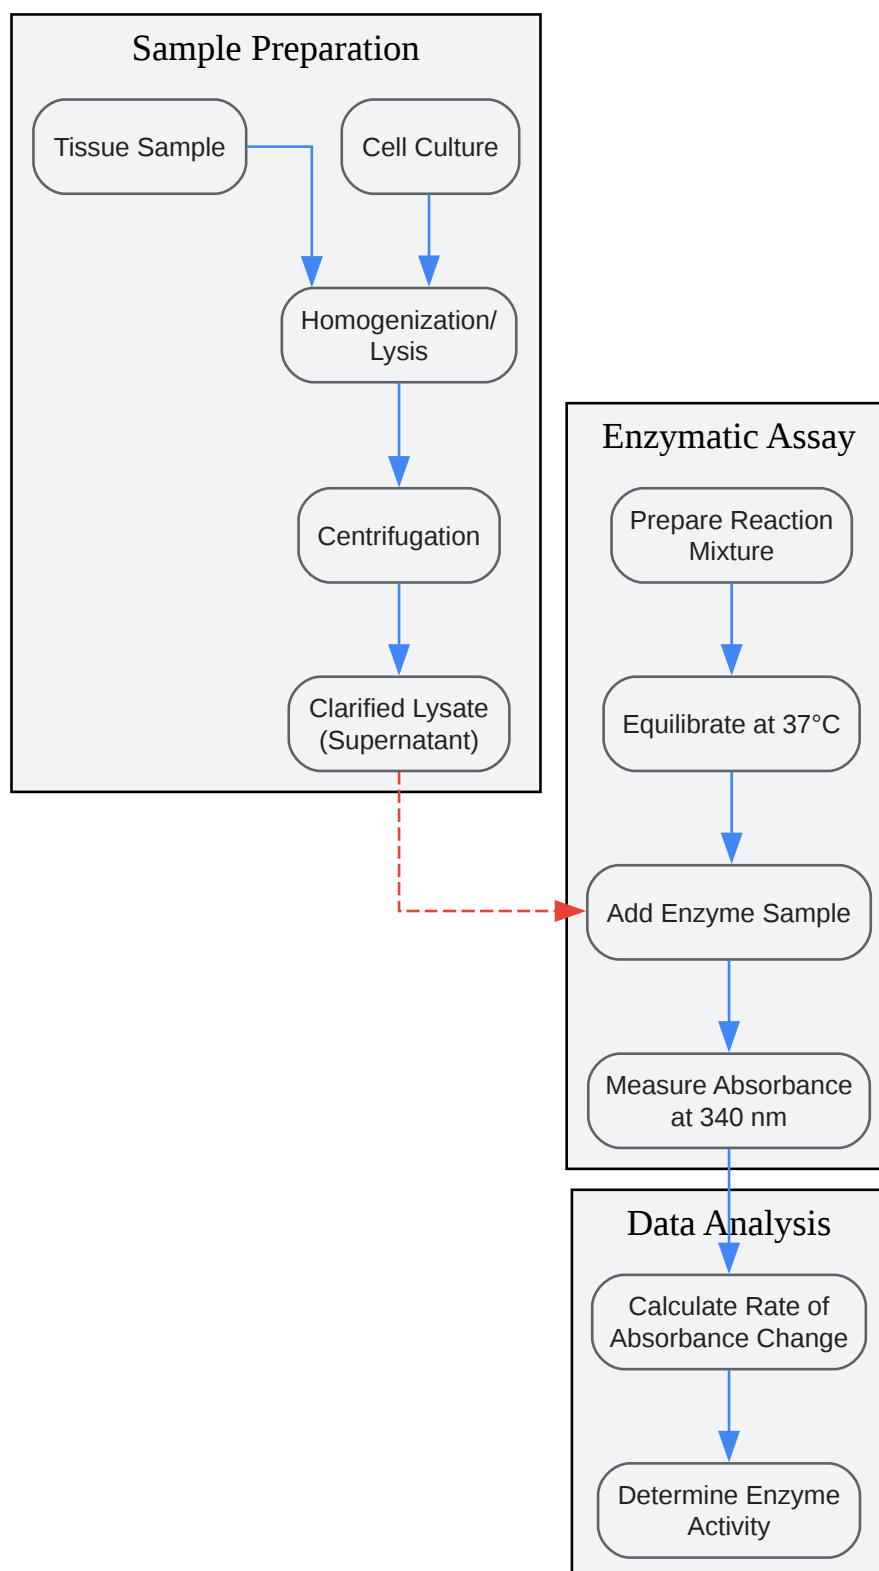 Sample Preparation
Tissue Sample
Cell Culture
Homogenization/
Lysis
Centrifugation
Clarified Lysate
(Supernatant)
Enzymatic Assay
Prepare Reaction
Mixture
Equilibrate at 37°C
Add Enzyme Sample
Measure Absorbance
at 340 nm
Data Analysis
Calculate Rate of
Absorbance Change
Determine Enzyme
Activity